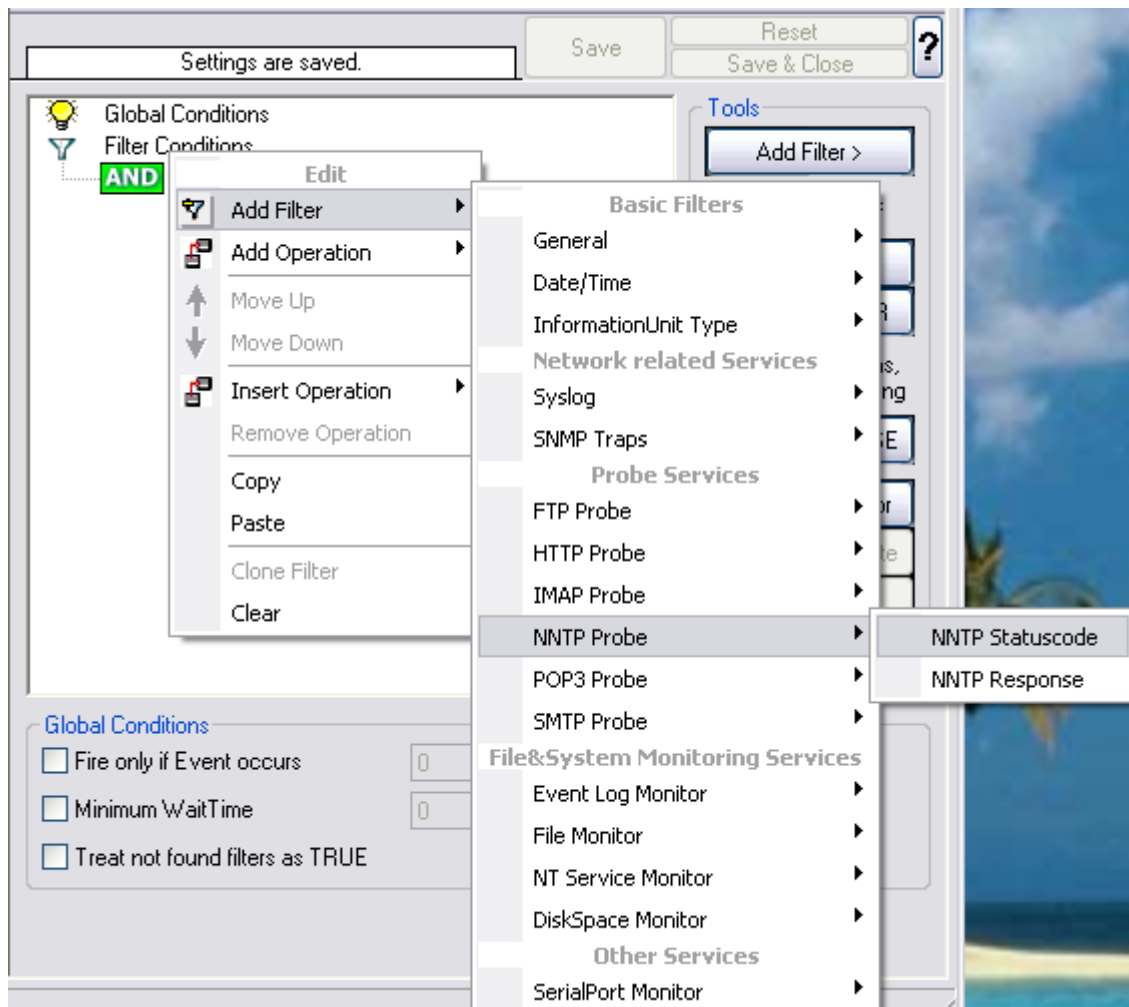 Settings are saved.
Save
Reset
Save & Close
?
Global Conditions
Filter Conditions
AND
Tools
Add Filter >
Edit
Add Filter
Add Operation
Move Up
Move Down
Insert Operation
Remove Operation
Copy
Paste
Clone Filter
Clear
Basic Filters
General
Date/Time
InformationUnit Type
Network related Services
Syslog
SNMP Traps
Probe Services
FTP Probe
HTTP Probe
IMAP Probe
NNTP Probe
POP3 Probe
SMTP Probe
File&System Monitoring Services
Event Log Monitor
File Monitor
NT Service Monitor
DiskSpace Monitor
Other Services
SerialPort Monitor
NNTP Statuscode
NNTP Response
Global Conditions
Fire only if Event occurs
0
Minimum WaitTime
0
Treat not found filters as TRUE